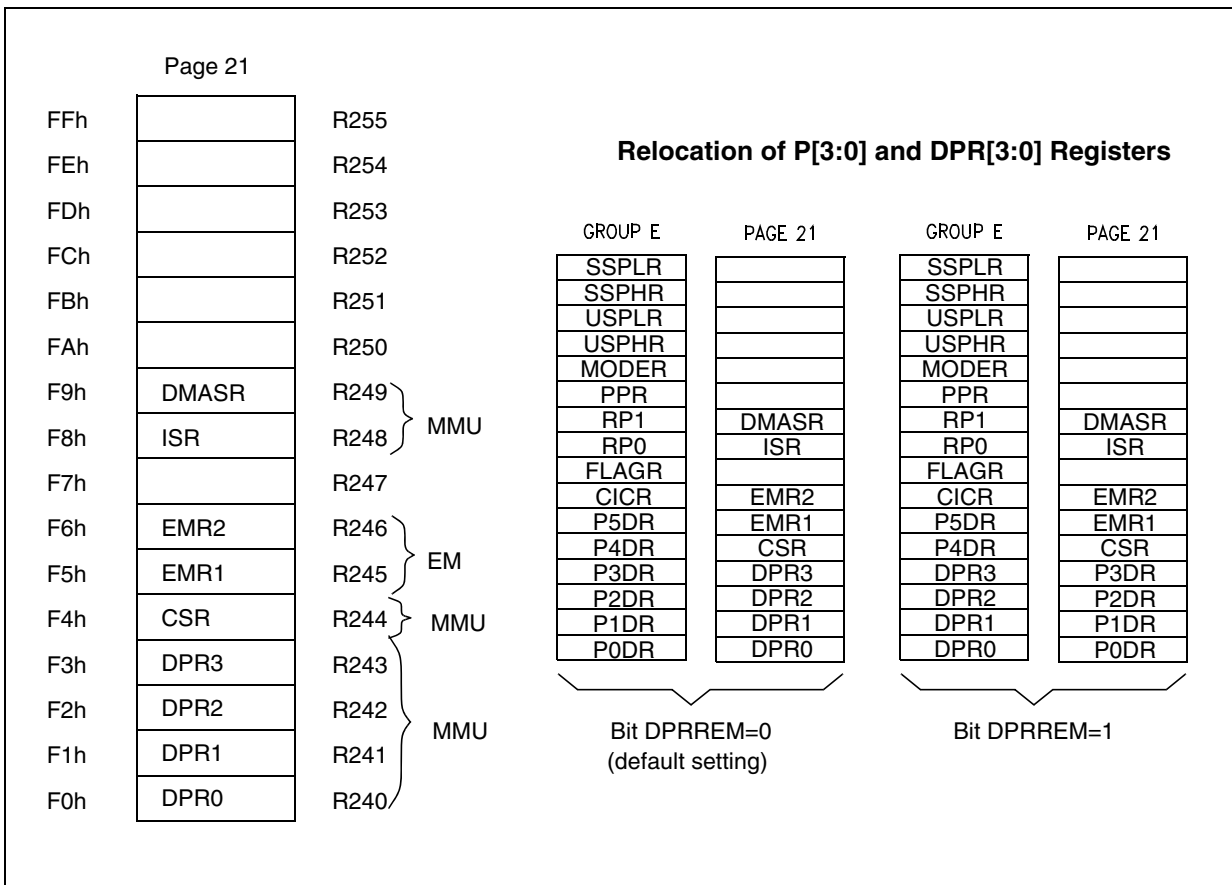 Page 21
FFh R255
FEh R254
FDh R253
FCh R252
FBh R251
FAh R250
F9h DMASR R249
F8h ISR R248
MMU
F7h R247
F6h EMR2 R246
F5h EMR1 R245
EM
F4h CSR R244 MMU
F3h DPR3 R243
F2h DPR2 R242
F1h DPR1 R241
F0h DPR0 R240
MMU
Relocation of P[3:0] and DPR[3:0] Registers
GROUP E PAGE 21 GROUP E PAGE 21
SSPLR SSPLR
SSPHR SSPHR
USPLR USPLR
USPHR USPHR
MODER MODER
PPR PPR
RP1 DMASR RP1 DMASR
RP0 ISR RP0 ISR
FLAGR FLAGR
CICR EMR2 CICR EMR2
P5DR EMR1 P5DR EMR1
P4DR CSR P4DR CSR
P3DR DPR3 DPR3 P3DR
P2DR DPR2 DPR2 P2DR
P1DR DPR1 DPR1 P1DR
P0DR DPR0 DPR0 P0DR
Bit DPRREM=0 Bit DPRREM=1
(default setting)